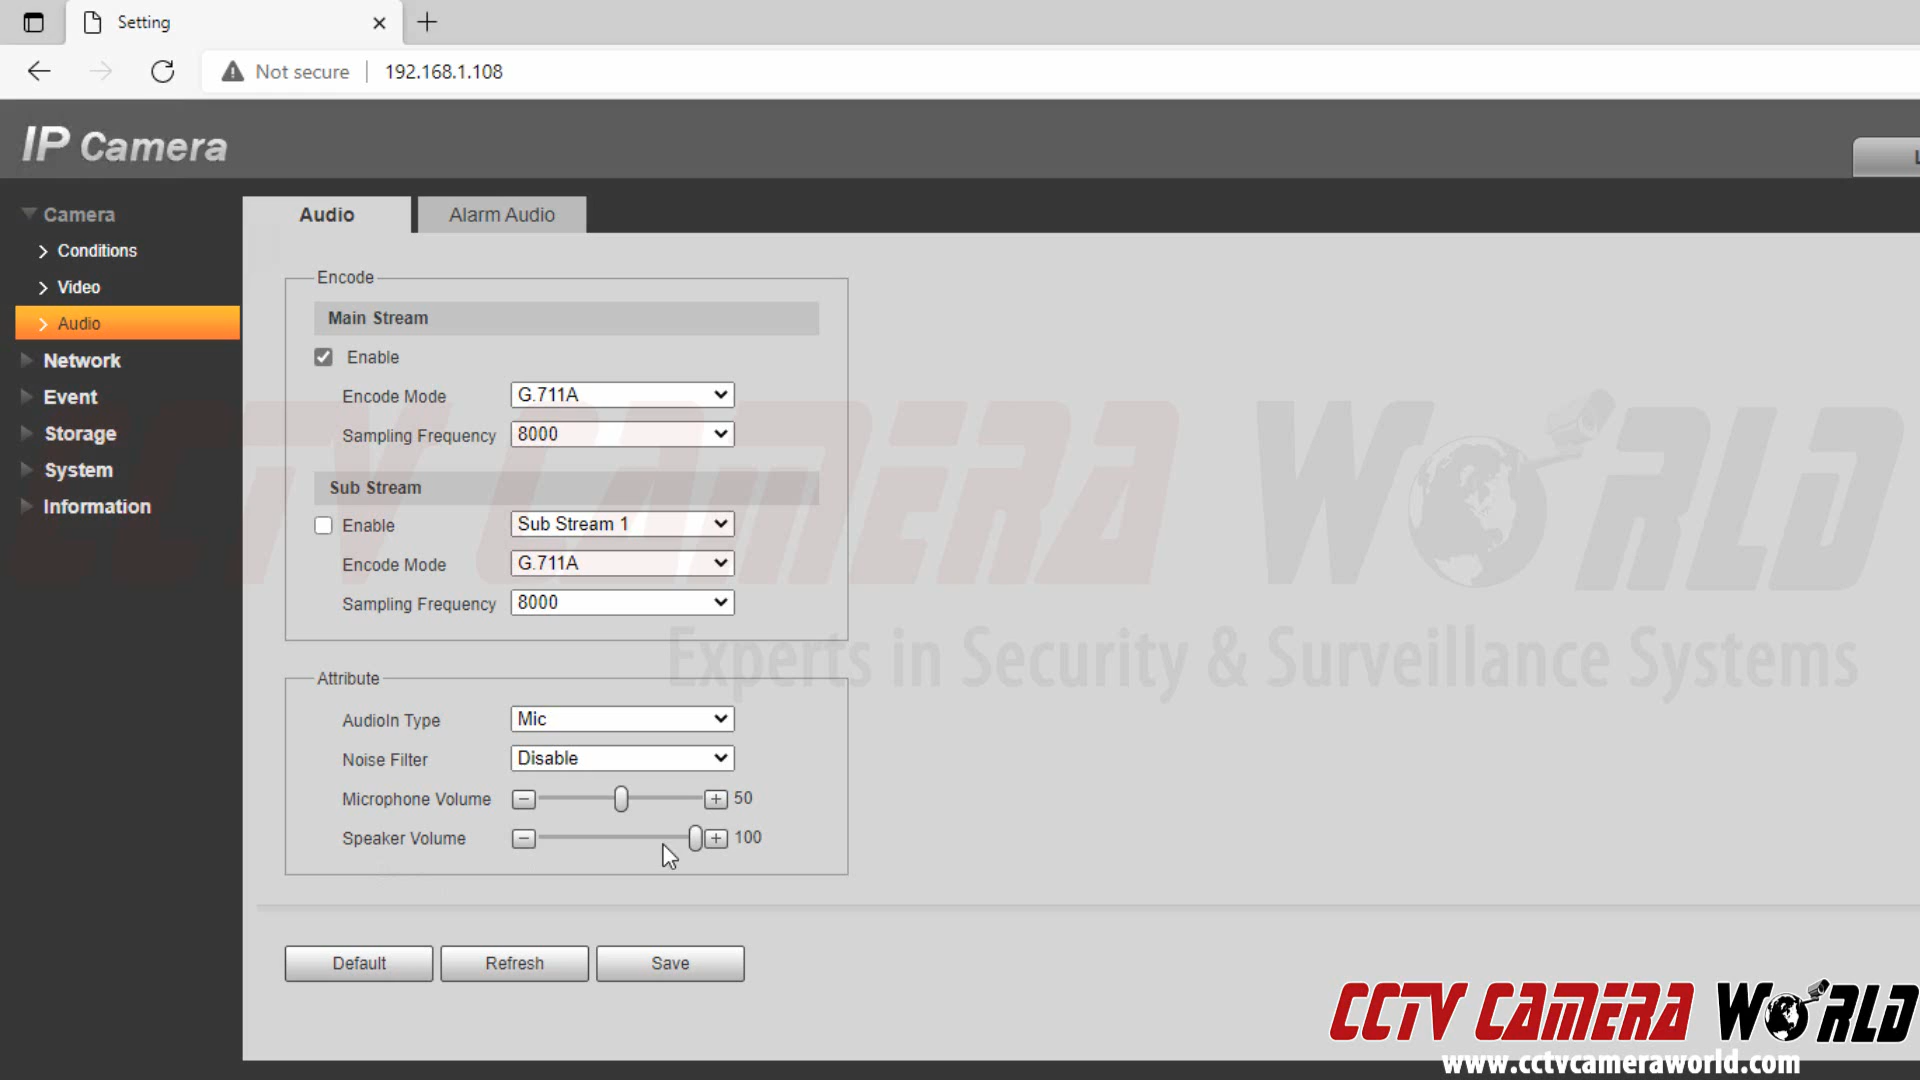 Setting
Not secure
192.168.1.108
IP Camera
L
Camera
Conditions
Video
Audio
Network
Event
Storage
System
Information
Audio
Alarm Audio
Encode
Main Stream
Enable
Encode Mode
G.711A
Sampling Frequency
8000
Sub Stream
Enable
Sub Stream 1
Encode Mode
G.711A
Sampling Frequency
8000
Attribute
AudioIn Type
Mic
Noise Filter
Disable
Microphone Volume
50
Speaker Volume
100
Default
Refresh
Save
CCTV CAMERA WORLD
Experts in Security & Surveillance Systems
CCTV CAMERA WORLD
www.cctvcameraworld.com